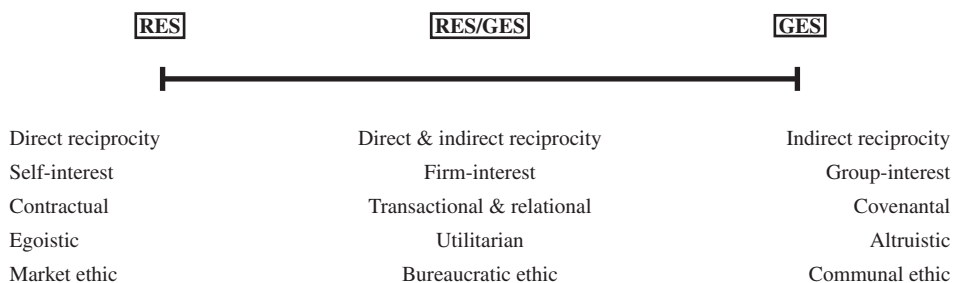 RES RES/GES GES
Direct reciprocity Direct & indirect reciprocity Indirect reciprocity
Self-interest Firm-interest Group-interest
Contractual Transactional & relational Covenantal
Egoistic Utilitarian Altruistic
Market ethic Bureaucratic ethic Communal ethic